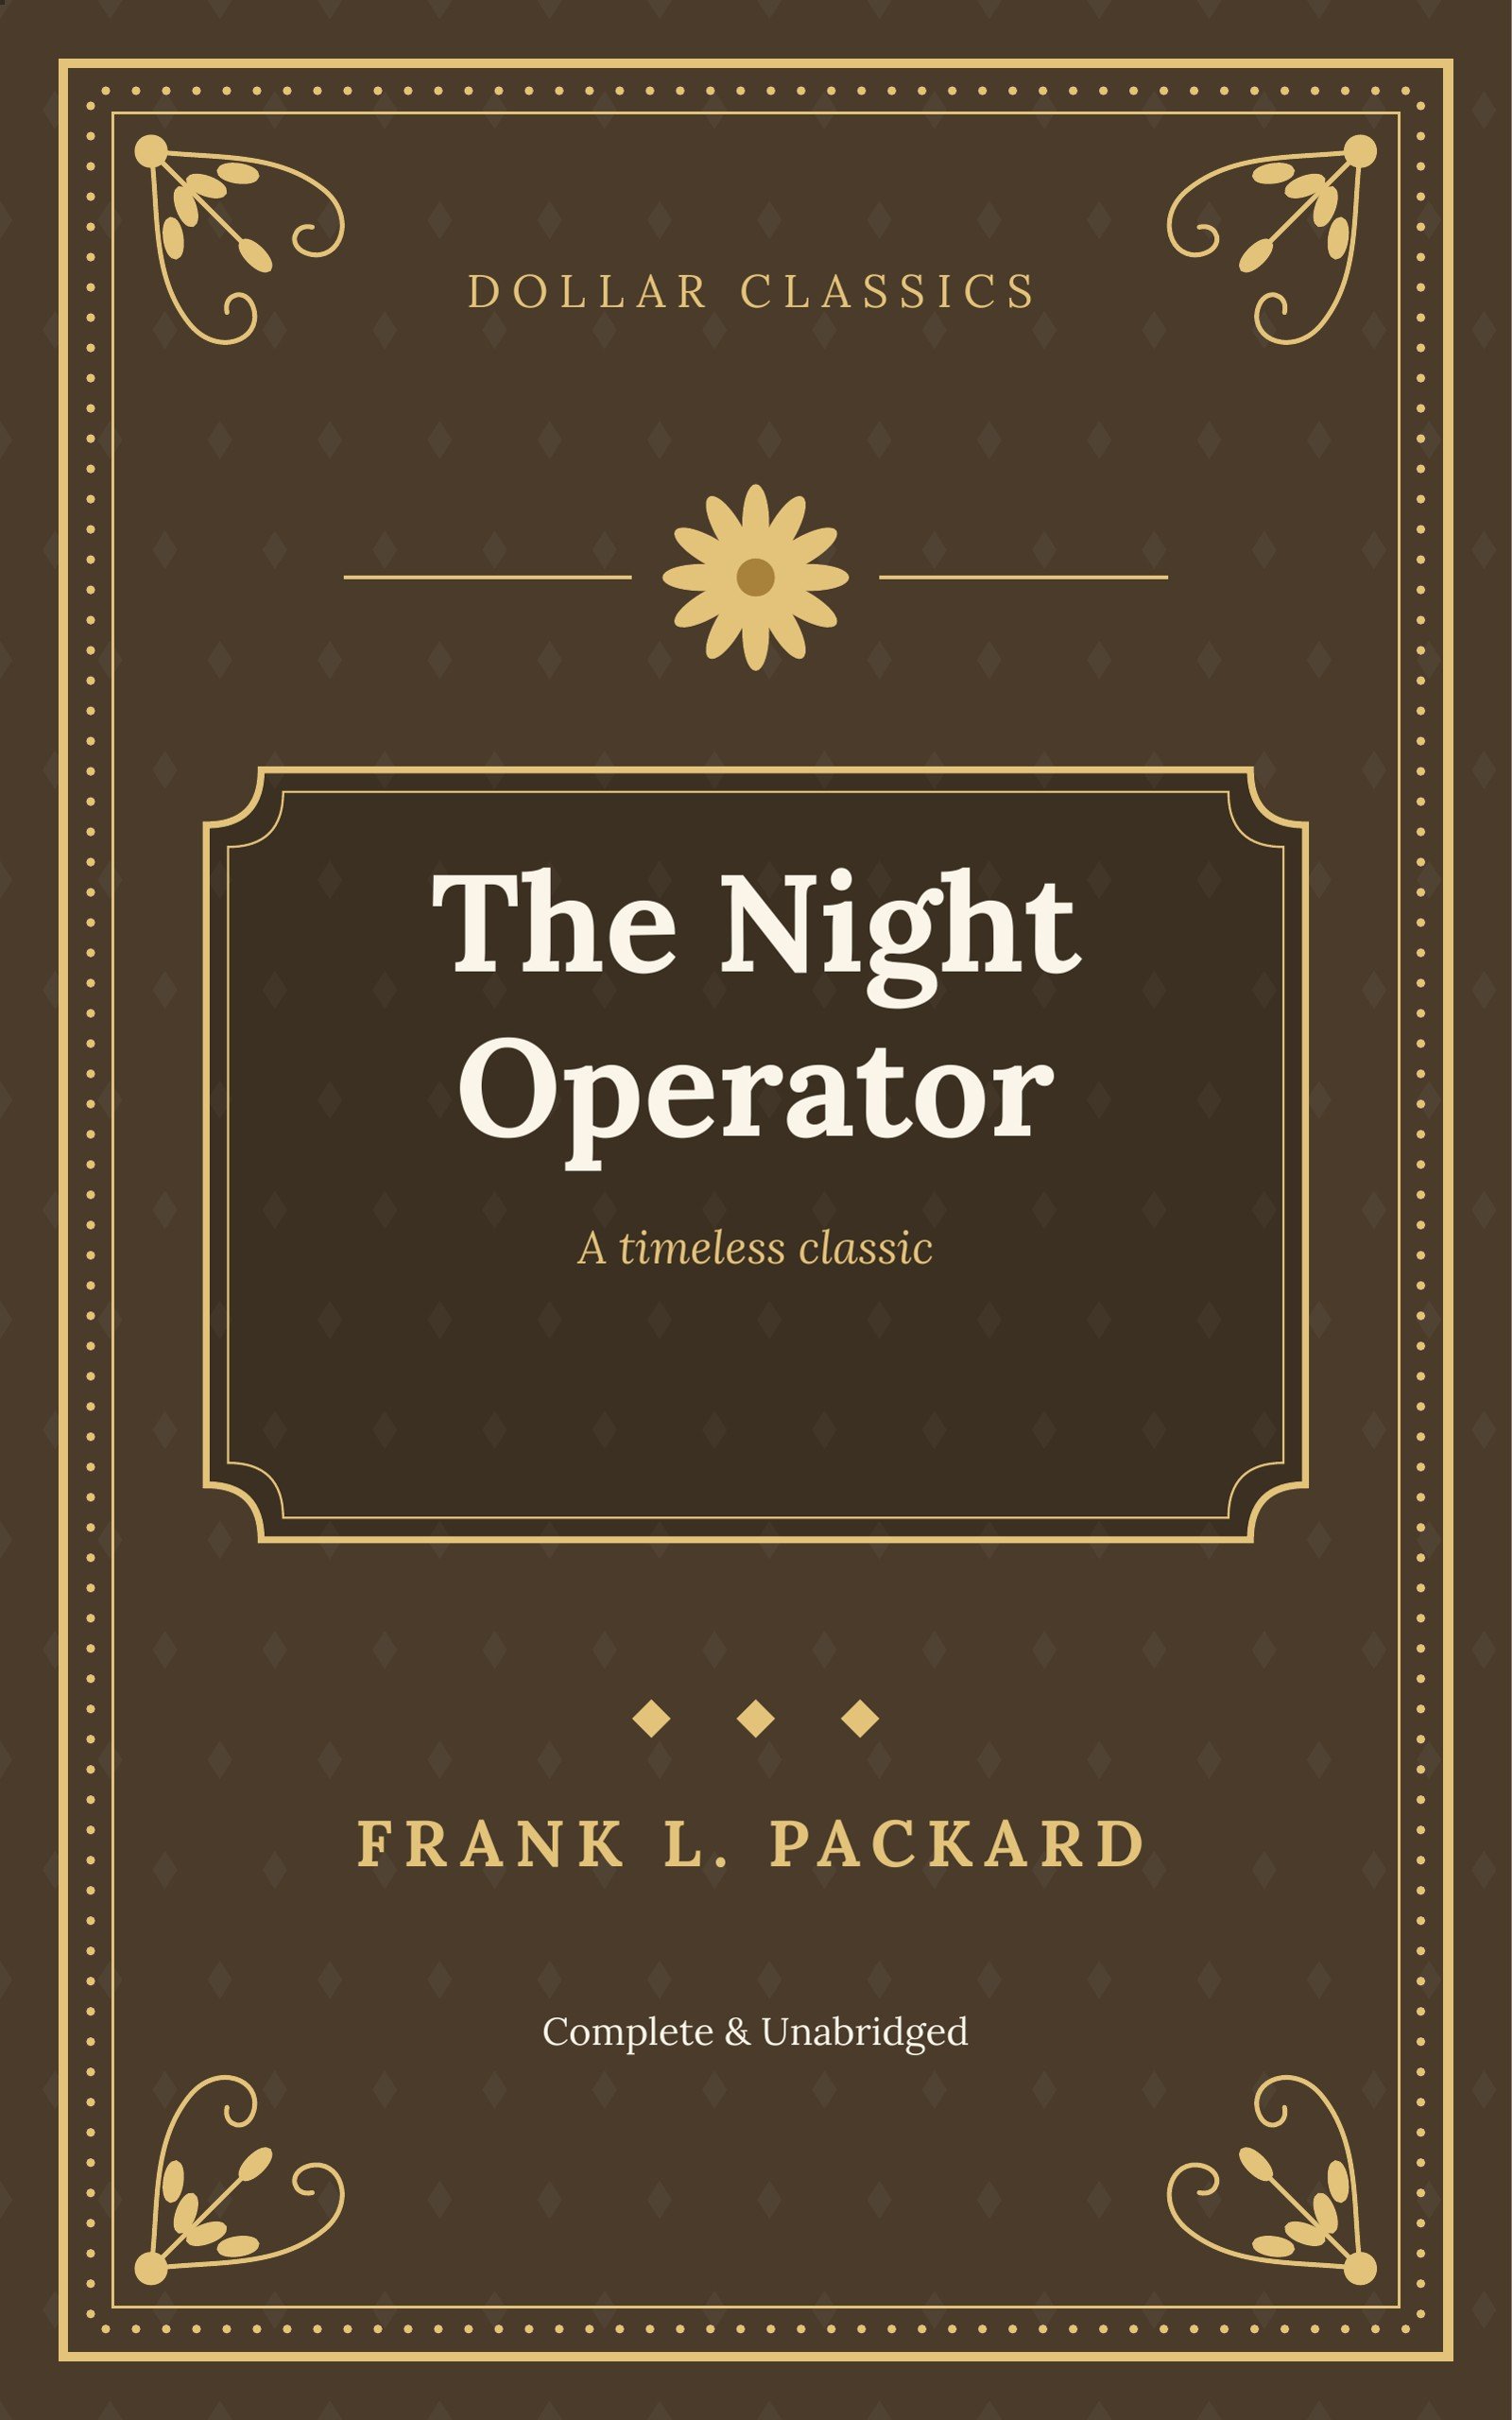 DOLLAR CLASSICS
The Night
Operator
A timeless classic
FRANK L. PACKARD
Complete & Unabridged